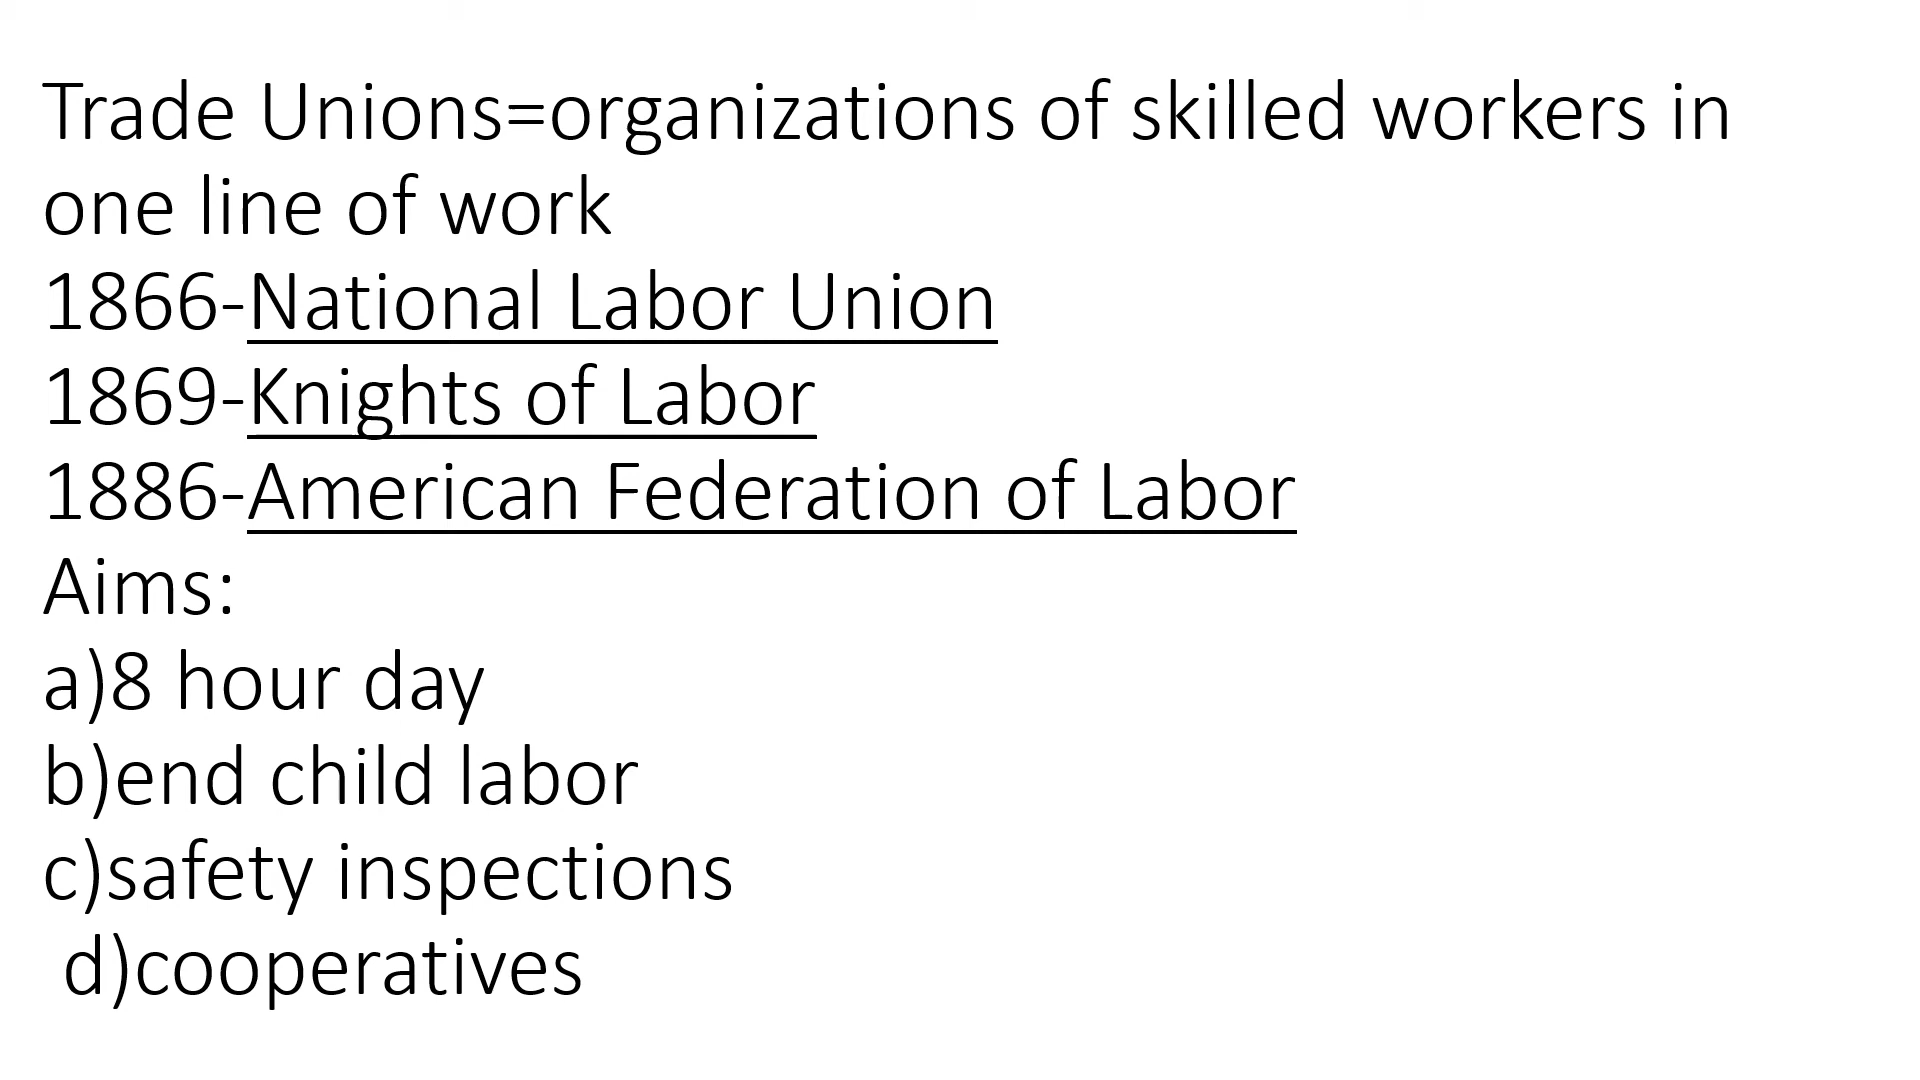 Trade Unions=organizations of skilled workers in
one line of work
1866-National Labor Union
1869-Knights of Labor
1886-American Federation of Labor
Aims:
a)8 hour day
b)end child labor
c)safety inspections
d)cooperatives